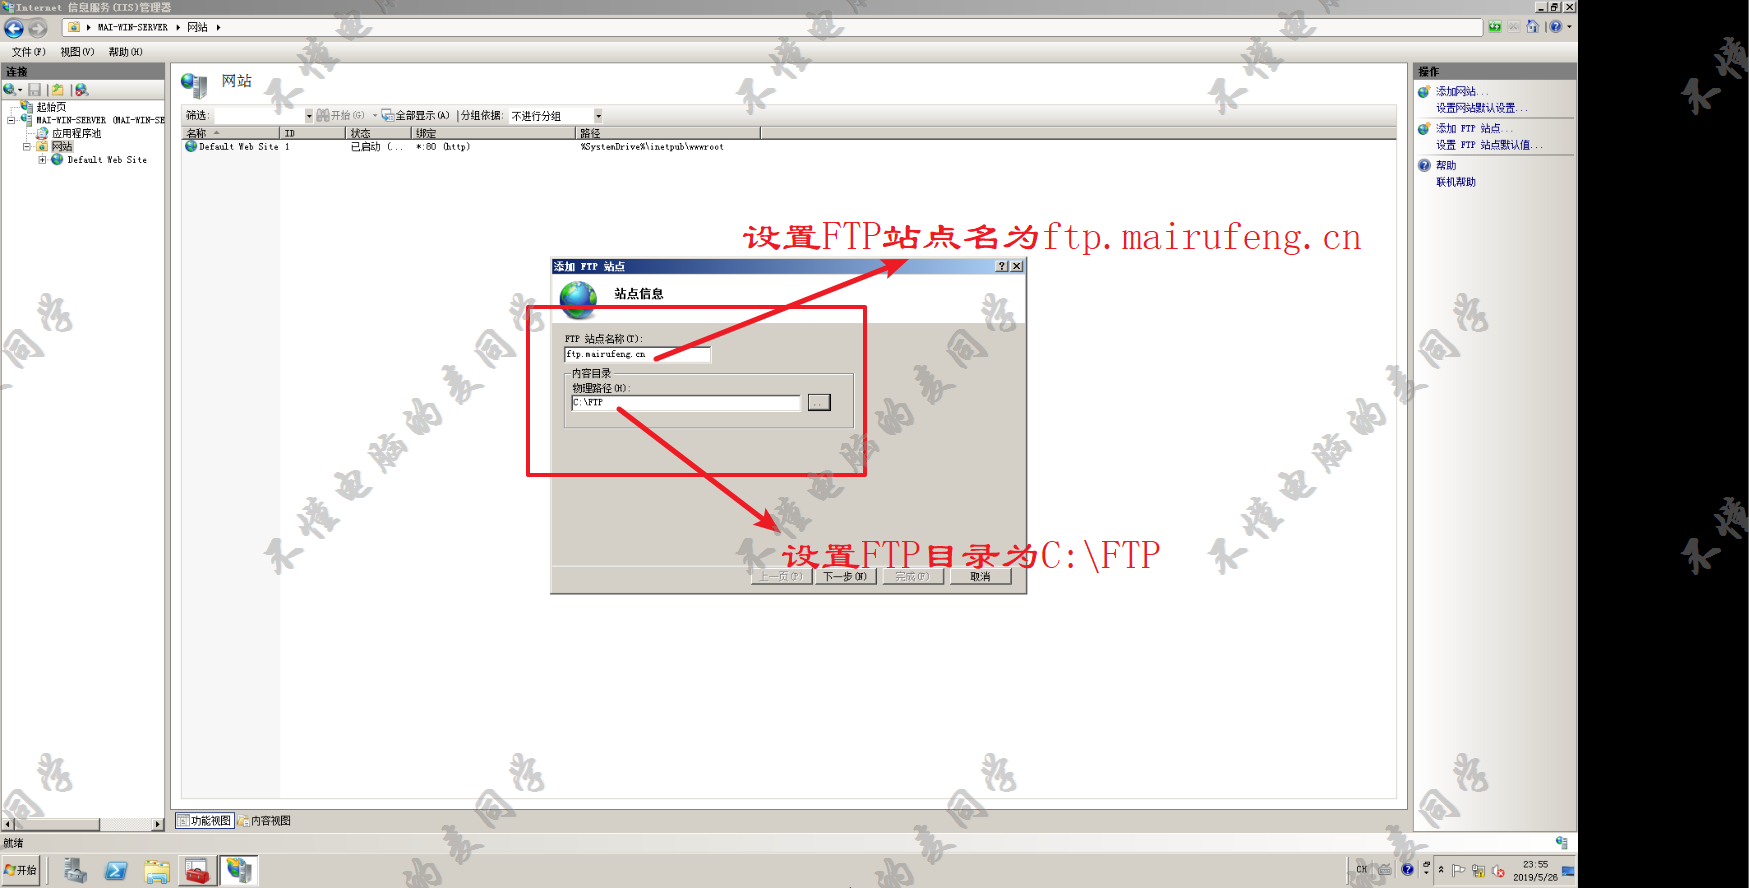 Internet 信息服务(IIS)管理器
MAI-WIN-SERVER 网站
文件(F) 视图(V) 帮助(H)
连接
起始页
MAI-WIN-SERVER (MAI-WIN-SE
应用程序池
网站
Default Web Site
网站
筛选: 开始(G) 全部显示(A) 分组依据: 不进行分组
名称 ID 状态 绑定 路径
Default Web Site 1 已启动 (... *:80 (http) %SystemDrive%\inetpub\wwwroot
操作
添加网站...
设置网站默认设置...
添加 FTP 站点...
设置 FTP 站点默认值...
帮助
联机帮助
设置FTP站点名为ftp.mairufeng.cn
添加 FTP 站点
站点信息
FTP 站点名称(T):
ftp.mairufeng.cn
内容目录
物理路径(H):
C:\FTP
...
设置FTP目录为C:\FTP
上一页(P) 下一步(N) 完成(F) 取消
功能视图 内容视图
就绪
开始
CH
23:55
2019/5/26
不懂电脑的麦同学